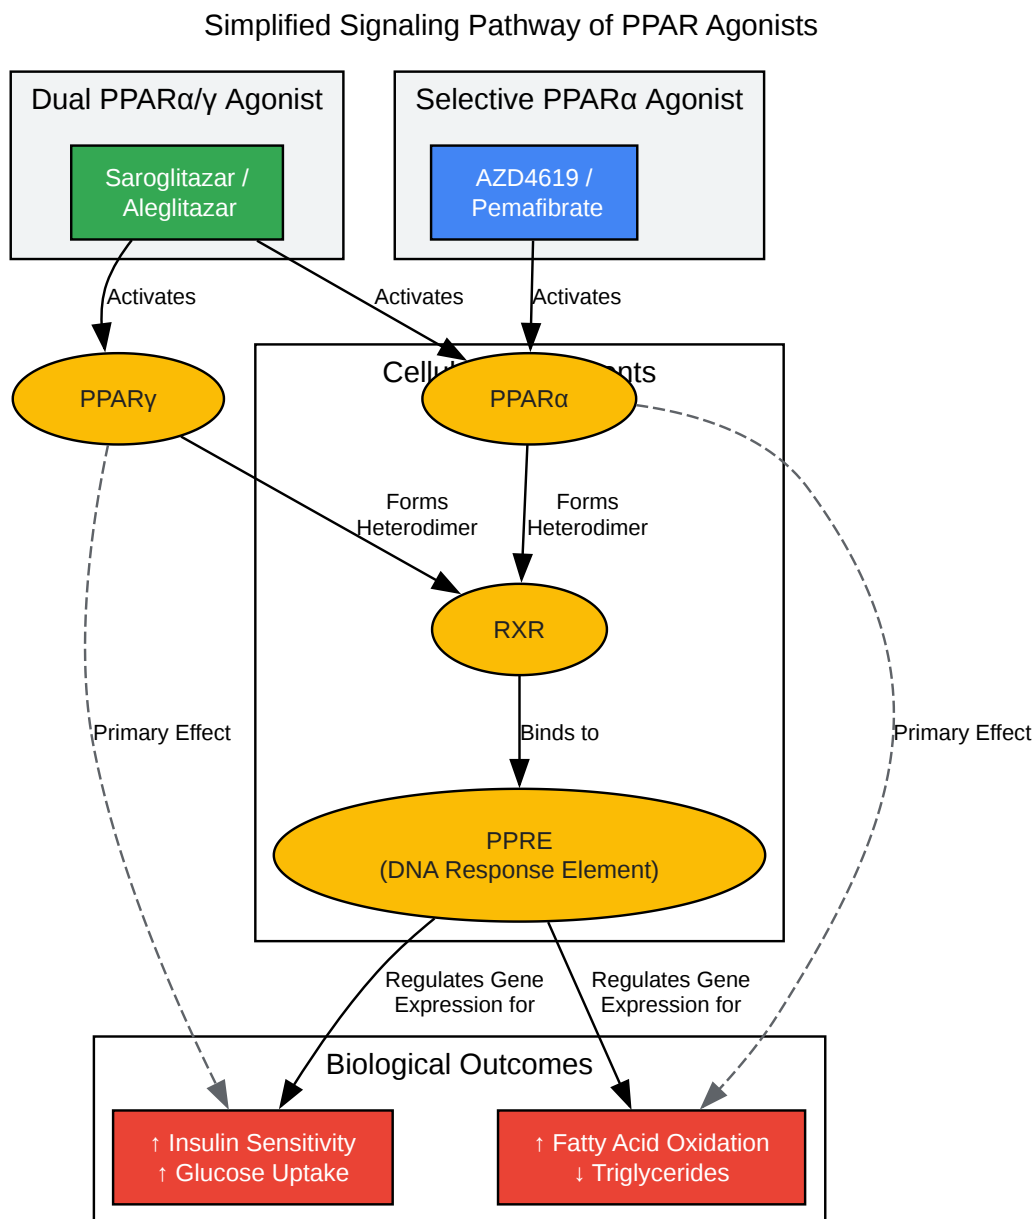 Simplified Signaling Pathway of PPAR Agonists
Dual PPARα/γ Agonist
Selective PPARα Agonist
Saroglitazar /
Aleglitazar
AZD4619 /
Pemafibrate
Activates
Activates
Activates
PPARγ
PPARα
Forms
Heterodimer
Forms
Heterodimer
RXR
Primary Effect
Binds to
Primary Effect
PPRE
(DNA Response Element)
Regulates Gene
Expression for
Regulates Gene
Expression for
Biological Outcomes
↑ Insulin Sensitivity
↑ Glucose Uptake
↑ Fatty Acid Oxidation
↓ Triglycerides